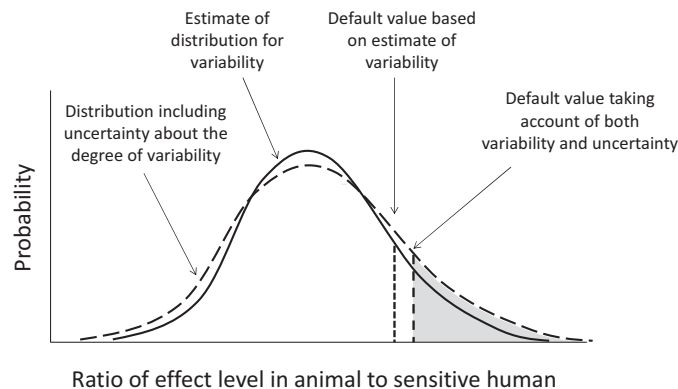 Estimate of
distribution for
variability
Default value based
on estimate of
variability
Distribution including
uncertainty about the
degree of variability
Default value taking
account of both
variability and uncertainty
Probability
Ratio of effect level in animal to sensitive human